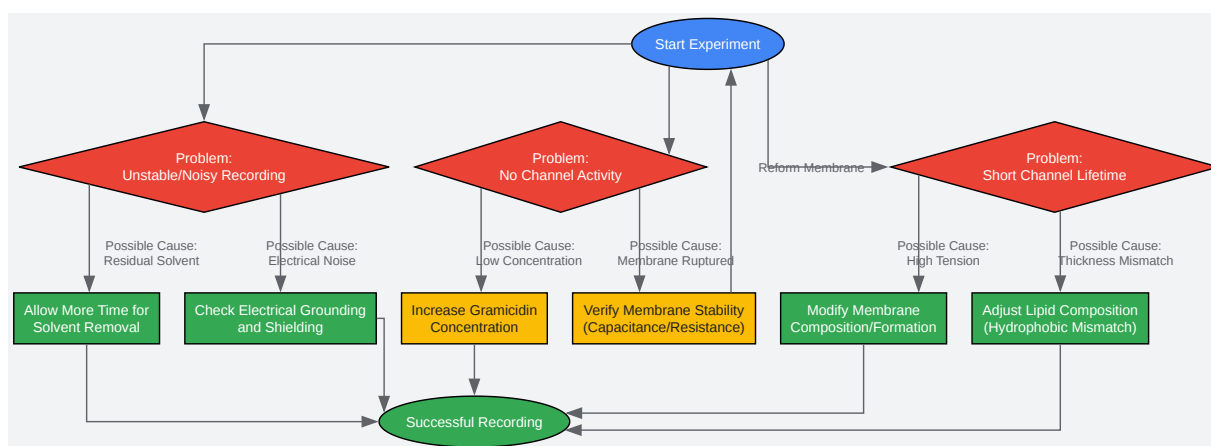 Start Experiment
Problem:
Unstable/Noisy Recording
Problem:
No Channel Activity
Reform Membrane
Problem:
Short Channel Lifetime
Possible Cause:
Residual Solvent
Possible Cause:
Electrical Noise
Possible Cause:
Low Concentration
Possible Cause:
Membrane Ruptured
Possible Cause:
High Tension
Possible Cause:
Thickness Mismatch
Allow More Time for
Solvent Removal
Check Electrical Grounding
and Shielding
Increase Gramicidin
Concentration
Verify Membrane Stability
(Capacitance/Resistance)
Modify Membrane
Composition/Formation
Adjust Lipid Composition
(Hydrophobic Mismatch)
Successful Recording